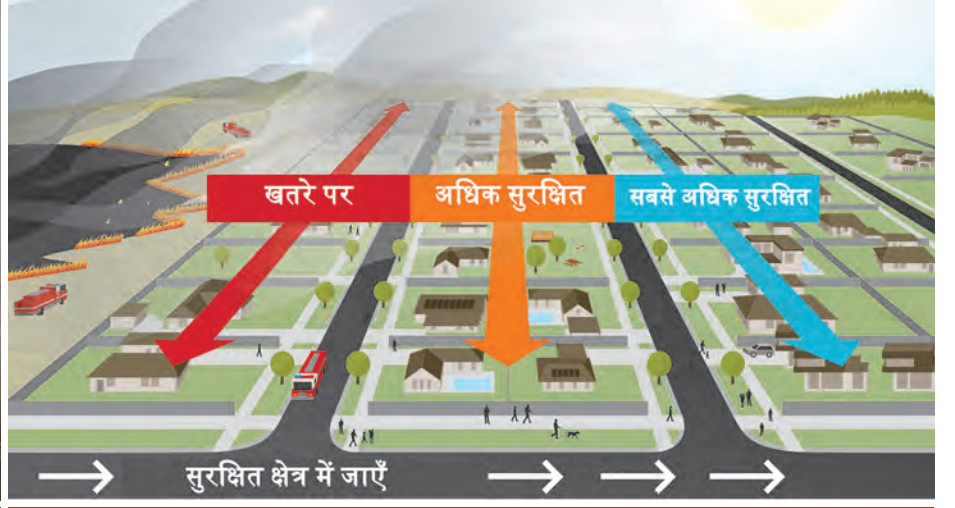 खतरे पर
अधिक सुरक्षित
सबसे अधिक सुरक्षित
सुरक्षित क्षेत्र में जाएँ